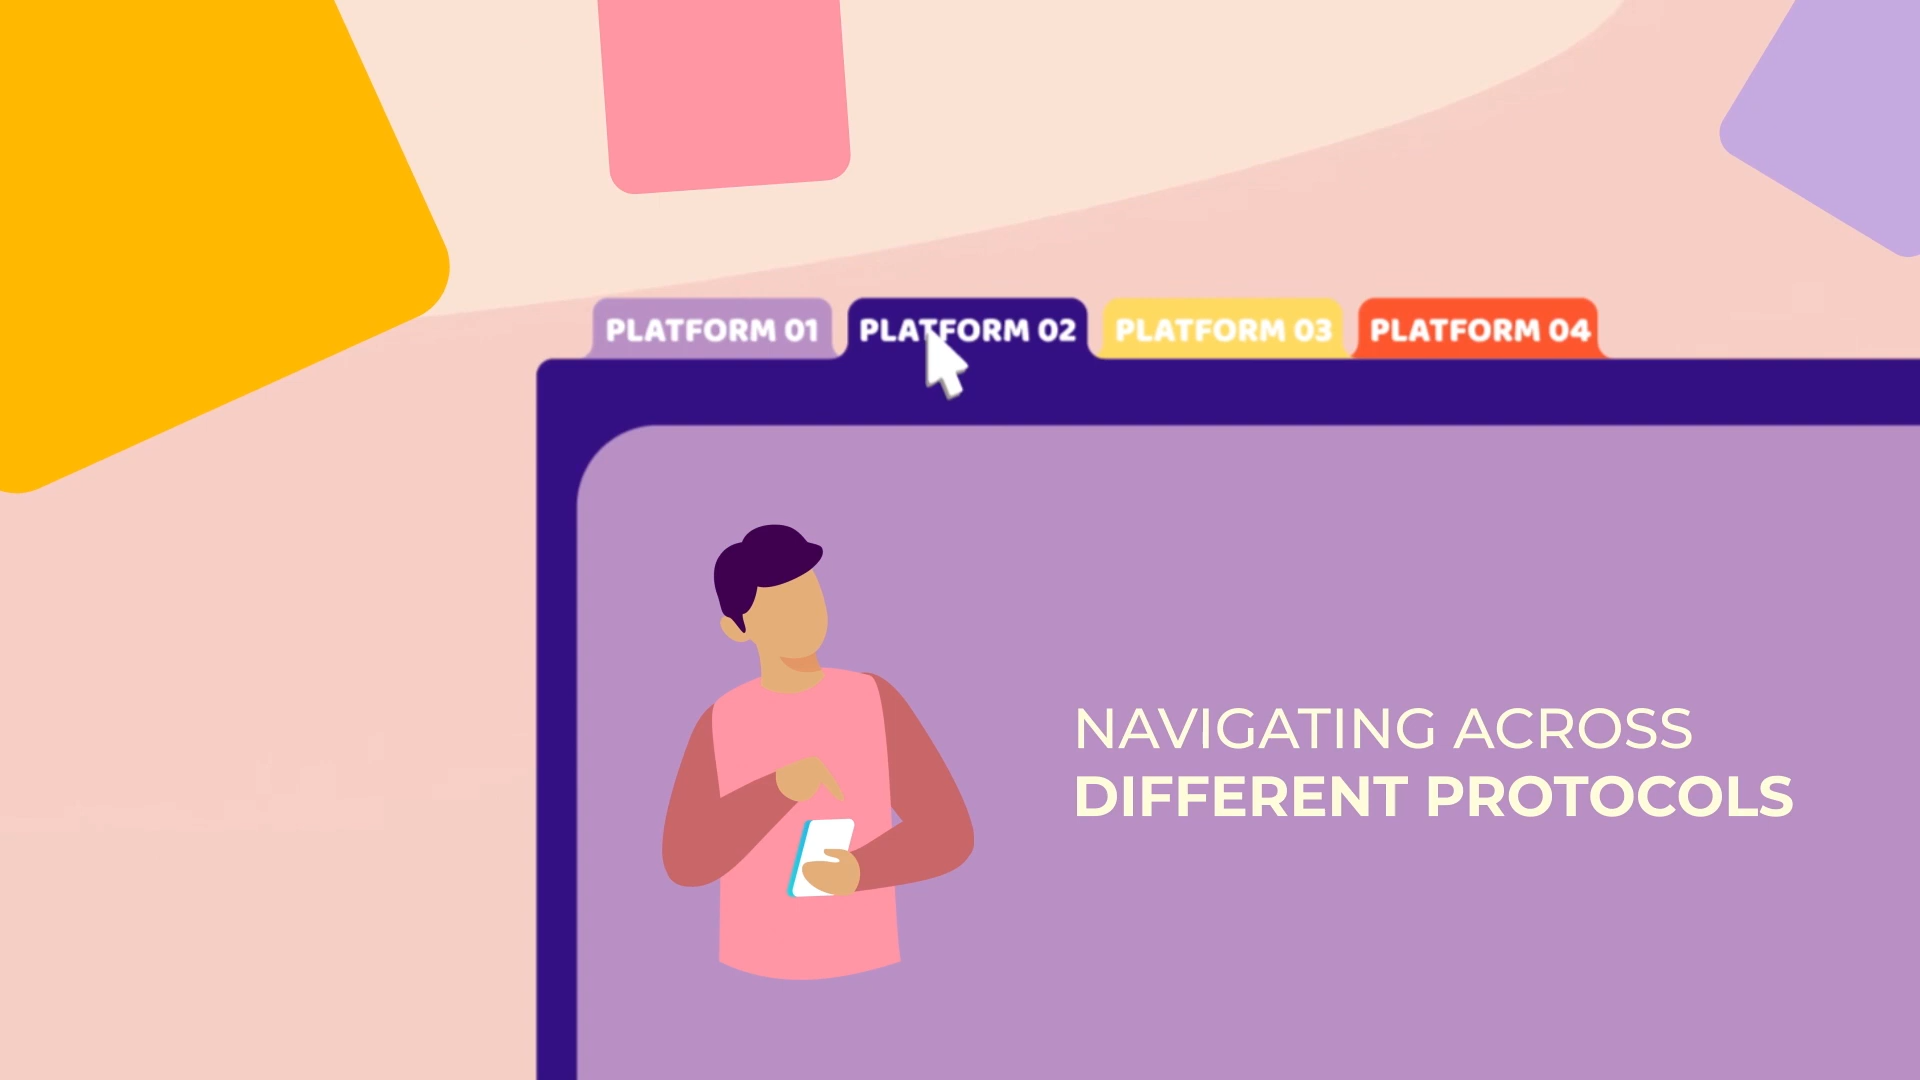 PLATFORM 01
PLATFORM 02
PLATFORM 03
PLATFORM 04
NAVIGATING ACROSS
DIFFERENT PROTOCOLS